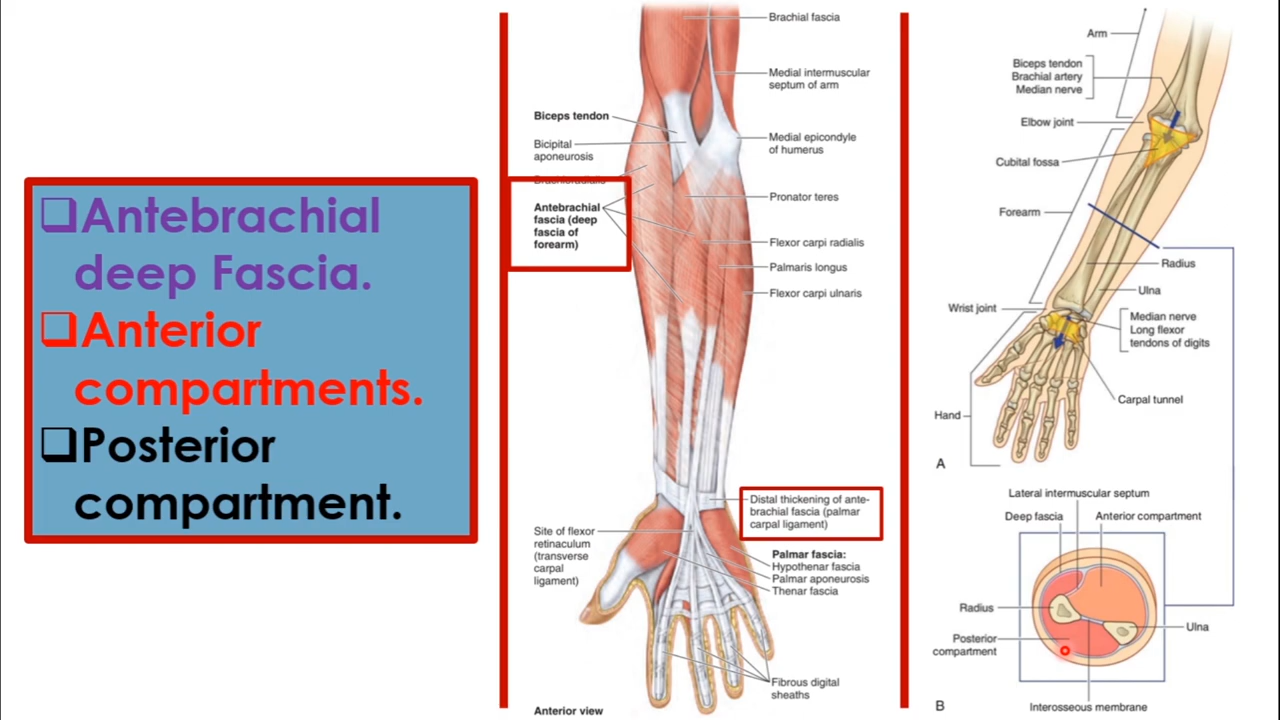 ❑Antebrachial
deep Fascia.
❑Anterior
compartments.
❑Posterior
compartment.
Brachial fascia
Medial intermuscular
septum of arm
Biceps tendon
Bicipital
aponeurosis
Medial epicondyle
of humerus
Brachioradialis
Pronator teres
Antebrachial
fascia (deep
fascia of
forearm)
Flexor carpi radialis
Palmaris longus
Flexor carpi ulnaris
Distal thickening of ante-
brachial fascia (palmar
carpal ligament)
Site of flexor
retinaculum
(transverse
carpal
ligament)
Palmar fascia:
Hypothenar fascia
Palmar aponeurosis
Thenar fascia
Fibrous digital
sheaths
Anterior view
Arm
Biceps tendon
Brachial artery
Median nerve
Elbow joint
Cubital fossa
Forearm
Radius
Ulna
Wrist joint
Median nerve
Long flexor
tendons of digits
Carpal tunnel
Hand
A
Lateral intermuscular septum
Deep fascia
Anterior compartment
Radius
Ulna
Posterior
compartment
Interosseous membrane
B